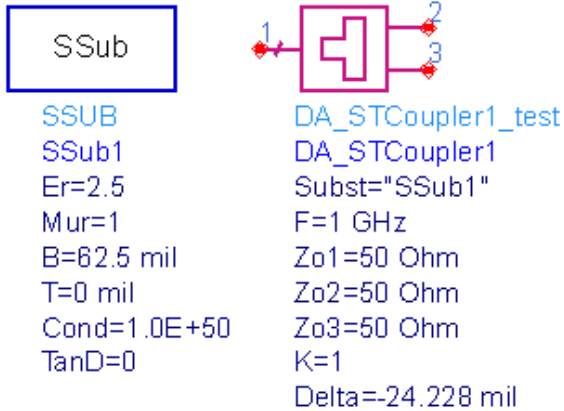 SSub
1
2
3
SSUB
SSub1
Er=2.5
Mur=1
B=62.5 mil
T=0 mil
Cond=1.0E+50
TanD=0
DA_STCoupler1_test
DA_STCoupler1
Subst="SSub1"
F=1 GHz
Zo1=50 Ohm
Zo2=50 Ohm
Zo3=50 Ohm
K=1
Delta=-24.228 mil